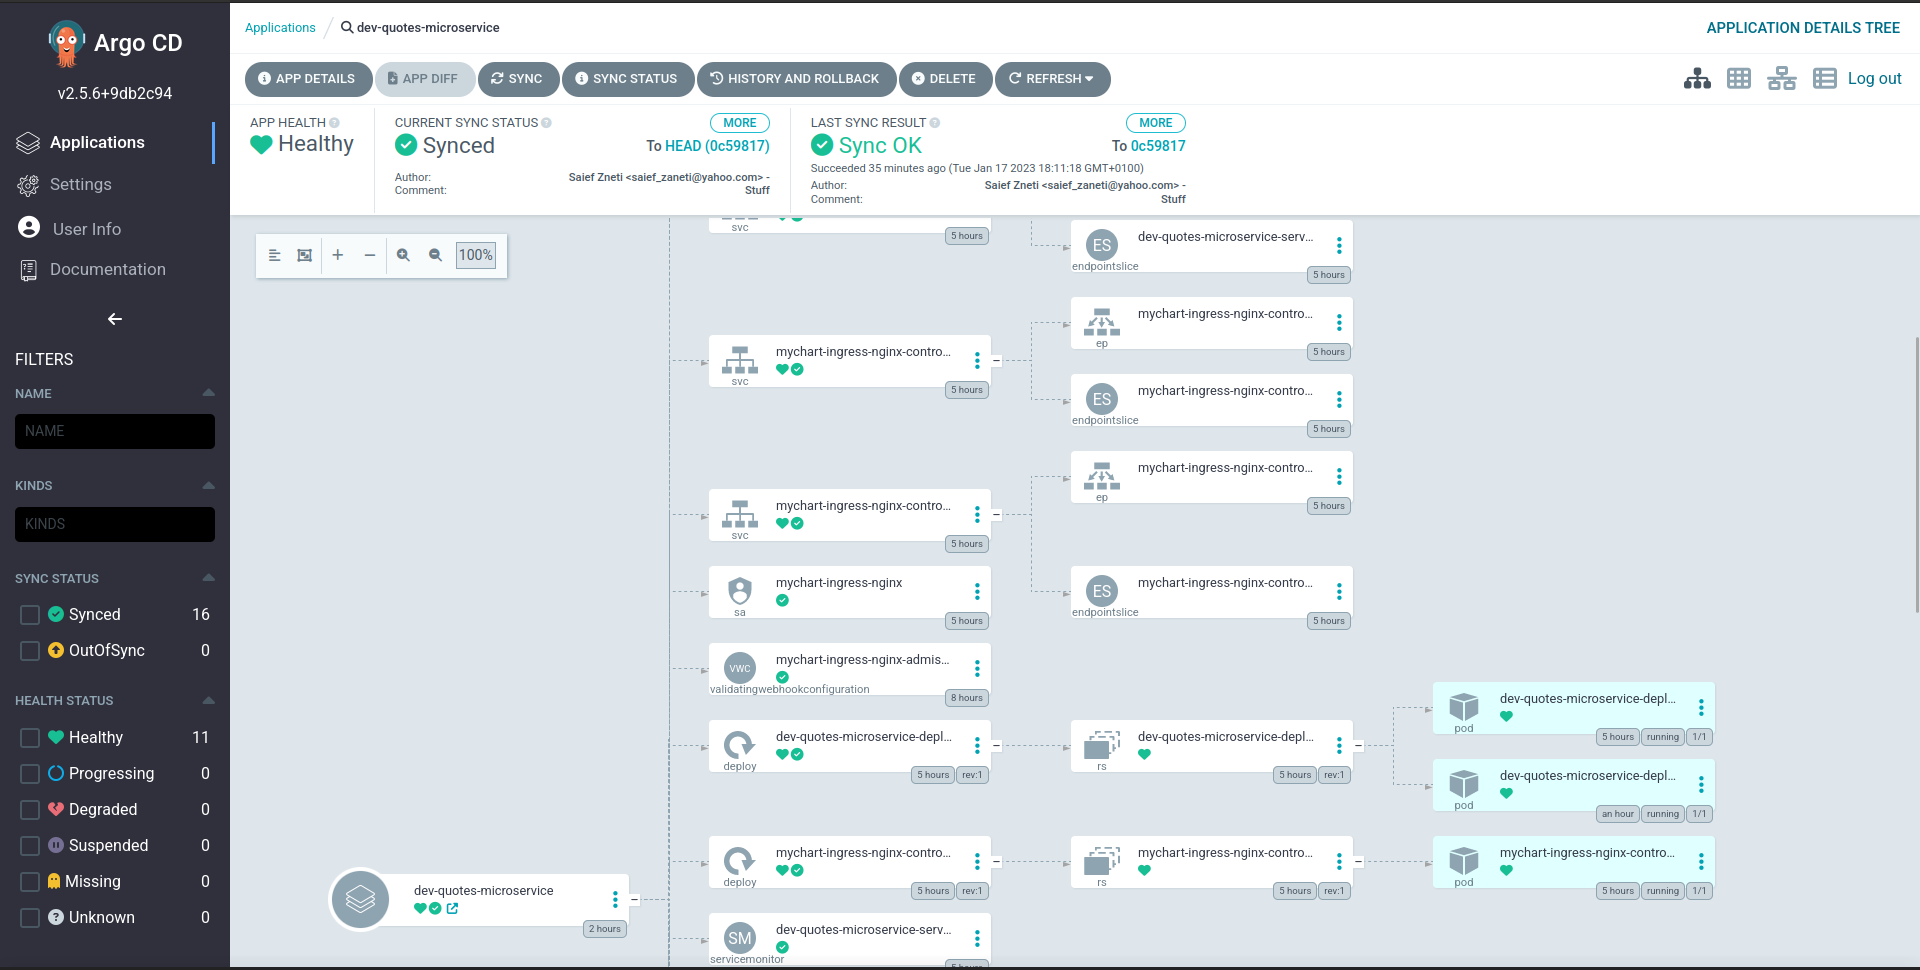 Argo CD
v2.5.6+9db2c94
Applications
Settings
User Info
Documentation
FILTERS
NAME
NAME
KINDS
KINDS
SYNC STATUS
Synced 16
OutOfSync 0
HEALTH STATUS
Healthy 11
Progressing 0
Degraded 0
Suspended 0
Missing 0
Unknown 0
Applications / dev-quotes-microservice
APPLICATION DETAILS TREE
APP DETAILS APP DIFF SYNC SYNC STATUS HISTORY AND ROLLBACK DELETE REFRESH
Log out
APP HEALTH
Healthy
CURRENT SYNC STATUS MORE
Synced To HEAD (0c59817)
Author: Saief Zneti <saief_zaneti@yahoo.com> -
Comment: Stuff
LAST SYNC RESULT MORE
Sync OK To 0c59817
Succeeded 35 minutes ago (Tue Jan 17 2023 18:11:18 GMT+0100)
Author: Saief Zneti <saief_zaneti@yahoo.com> -
Comment: Stuff
100%
dev-quotes-microservice
2 hours
svc
5 hours
mychart-ingress-nginx-contro...
svc
5 hours
mychart-ingress-nginx-contro...
svc
5 hours
mychart-ingress-nginx
sa
5 hours
VWC
mychart-ingress-nginx-admis...
validatingwebhookconfiguration
8 hours
dev-quotes-microservice-depl...
deploy
5 hours rev:1
mychart-ingress-nginx-contro...
deploy
5 hours rev:1
SM
dev-quotes-microservice-serv...
servicemonitor
5 hours
ES
dev-quotes-microservice-serv...
endpointslice
5 hours
mychart-ingress-nginx-contro...
ep
5 hours
ES
mychart-ingress-nginx-contro...
endpointslice
5 hours
mychart-ingress-nginx-contro...
ep
5 hours
ES
mychart-ingress-nginx-contro...
endpointslice
5 hours
dev-quotes-microservice-depl...
rs
5 hours rev:1
mychart-ingress-nginx-contro...
rs
5 hours rev:1
dev-quotes-microservice-depl...
pod
5 hours running 1/1
dev-quotes-microservice-depl...
pod
an hour running 1/1
mychart-ingress-nginx-contro...
pod
5 hours running 1/1